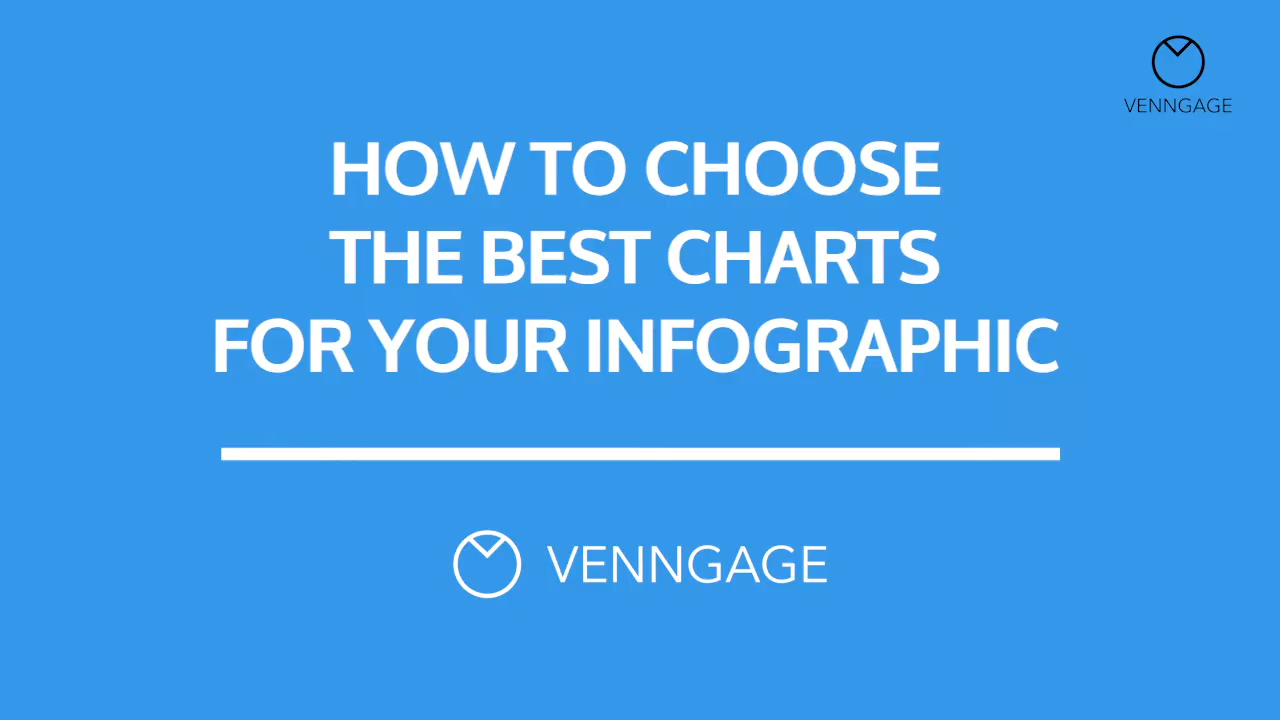 VENNGAGE
HOW TO CHOOSE
THE BEST CHARTS
FOR YOUR INFOGRAPHIC
VENNGAGE